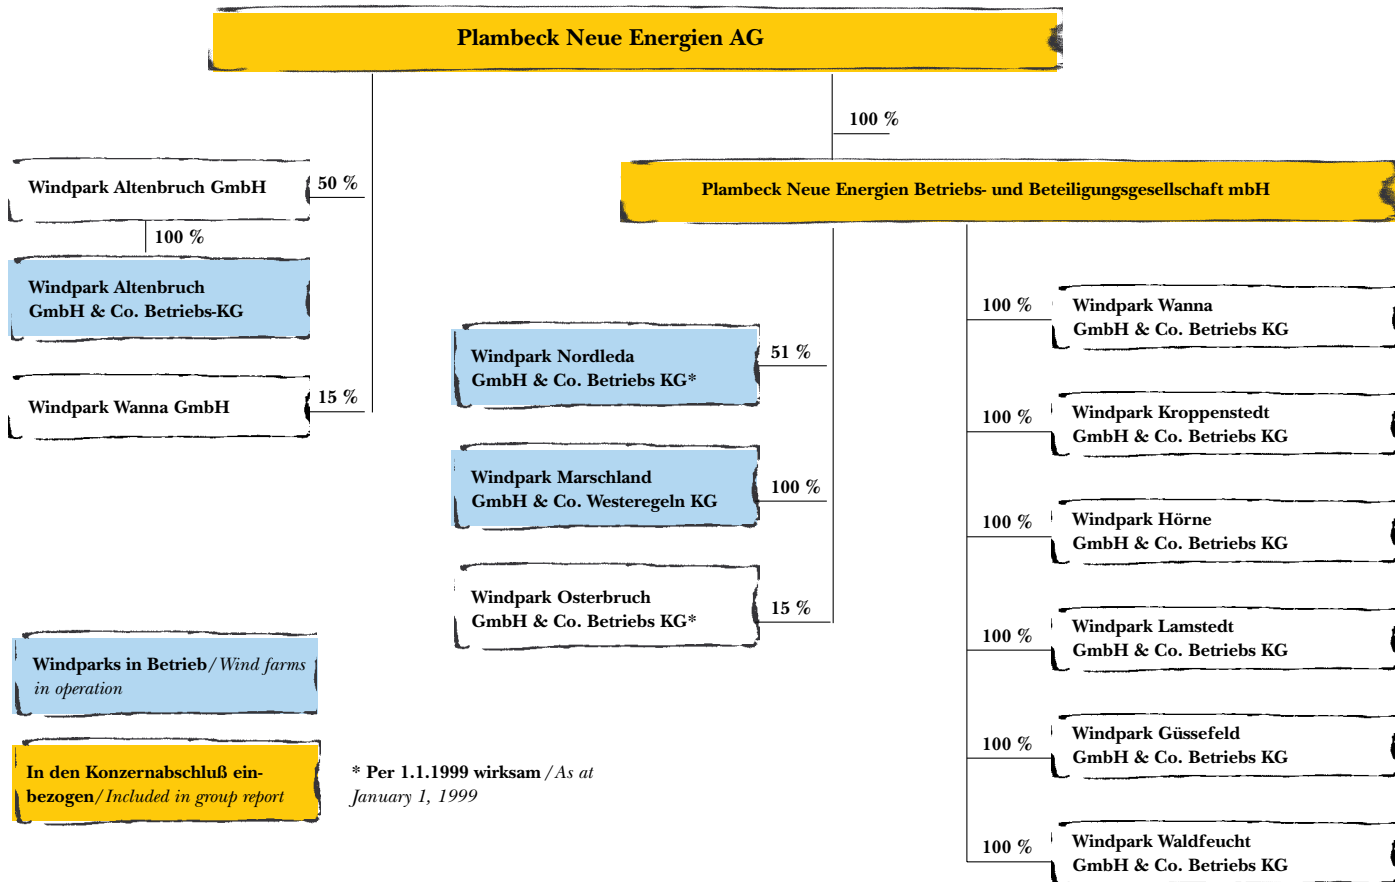 Plambeck Neue Energien AG
100 %
Windpark Altenbruch GmbH
50 %
100 %
Windpark Altenbruch
GmbH & Co. Betriebs-KG
Windpark Wanna GmbH
15 %
Plambeck Neue Energien Betriebs- und Beteiligungsgesellschaft mbH
Windpark Nordleda
GmbH & Co. Betriebs KG*
51 %
Windpark Marschland
GmbH & Co. Westeregeln KG
100 %
Windpark Osterbruch
GmbH & Co. Betriebs KG*
15 %
100 %
Windpark Wanna
GmbH & Co. Betriebs KG
100 %
Windpark Kroppenstedt
GmbH & Co. Betriebs KG
100 %
Windpark Hörne
GmbH & Co. Betriebs KG
100 %
Windpark Lamstedt
GmbH & Co. Betriebs KG
100 %
Windpark Güssefeld
GmbH & Co. Betriebs KG
100 %
Windpark Waldfeucht
GmbH & Co. Betriebs KG
Windparks in Betrieb/Wind farms
in operation
In den Konzernabschluß ein-
bezogen/Included in group report
* Per 1.1.1999 wirksam/As at
January 1, 1999